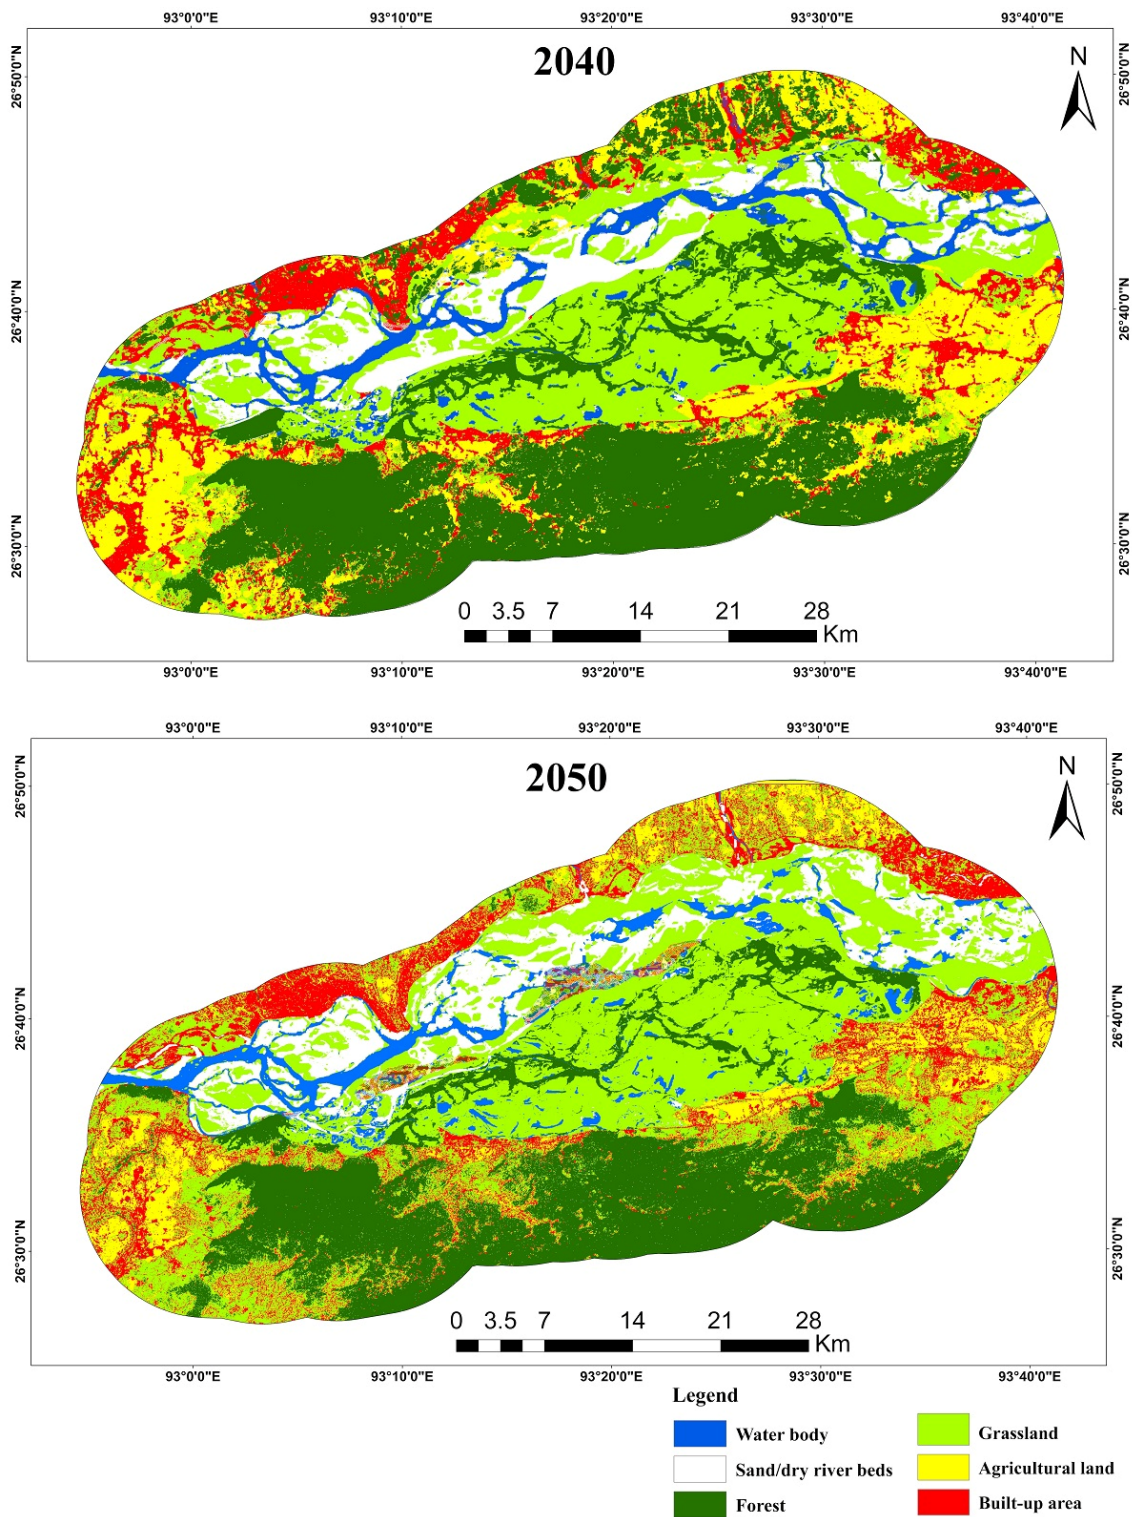 93°0'0"E 93°10'0"E 93°20'0"E 93°30'0"E 93°40'0"E
2040
N
26°50'0"N 26°50'0"N
26°40'0"N 26°40'0"N
26°30'0"N 26°30'0"N
0 3.5 7 14 21 28
Km
93°0'0"E 93°10'0"E 93°20'0"E 93°30'0"E 93°40'0"E
93°0'0"E 93°10'0"E 93°20'0"E 93°30'0"E 93°40'0"E
2050
N
26°50'0"N 26°50'0"N
26°40'0"N 26°40'0"N
26°30'0"N 26°30'0"N
0 3.5 7 14 21 28
Km
93°0'0"E 93°10'0"E 93°20'0"E 93°30'0"E 93°40'0"E
Legend
Water body Grassland
Sand/dry river beds Agricultural land
Forest Built-up area